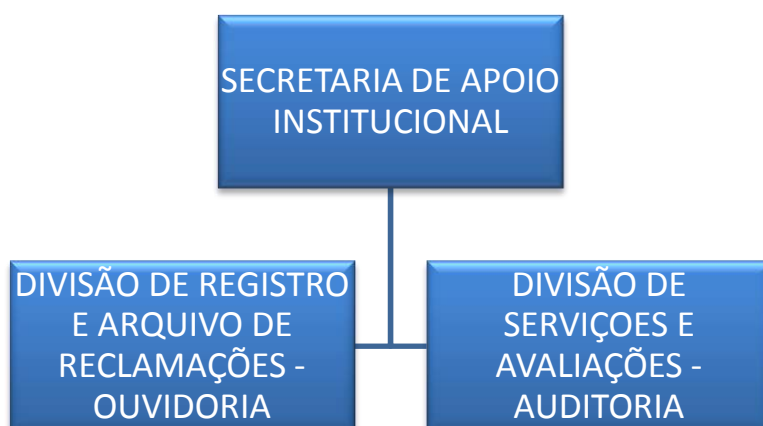 SECRETARIA DE APOIO
INSTITUCIONAL
DIVISÃO DE REGISTRO
E ARQUIVO DE
RECLAMAÇÕES -
OUVIDORIA
DIVISÃO DE
SERVIÇOES E
AVALIAÇÕES -
AUDITORIA